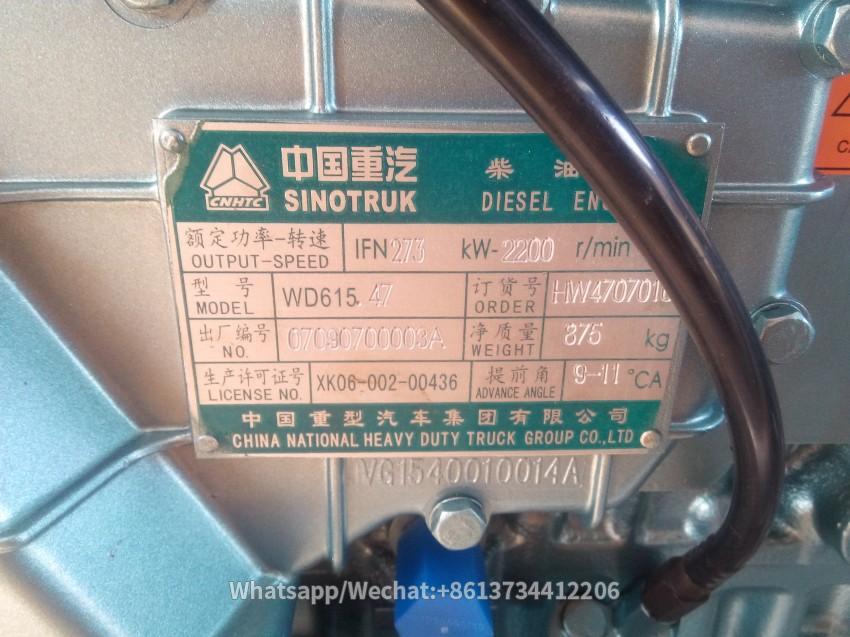 中国重汽 柴 油
CNHTC SINOTRUK DIESEL
额定功率-转速
OUTPUT-SPEED IFN 273 kW-2200 r/min
型号 订货号
MODEL WD615.47 ORDER
出厂编号 净质量
NO. 07090700003A WEIGHT 875 kg
生产许可证号 提前角
LICENSE NO. XK06-002-00436 ADVANCE ANGLE 9-11 °CA
中国重型汽车集团有限公司
CHINA NATIONAL HEAVY DUTY TRUCK GROUP CO.,LTD
VG1540010014A
Whatsapp/Wechat:+8613734412206